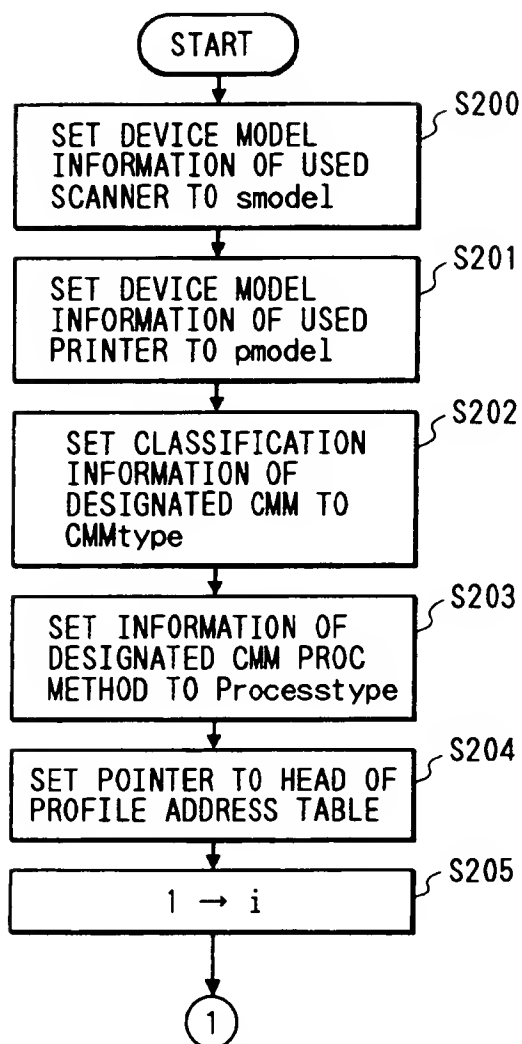 START
S200
SET DEVICE MODEL
INFORMATION OF USED
SCANNER TO smodel
S201
SET DEVICE MODEL
INFORMATION OF USED
PRINTER TO pmodel
S202
SET CLASSIFICATION
INFORMATION OF
DESIGNATED CMM TO
CMMtype
S203
SET INFORMATION OF
DESIGNATED CMM PROC
METHOD TO Processtype
S204
SET POINTER TO HEAD OF
PROFILE ADDRESS TABLE
S205
1 → i
1